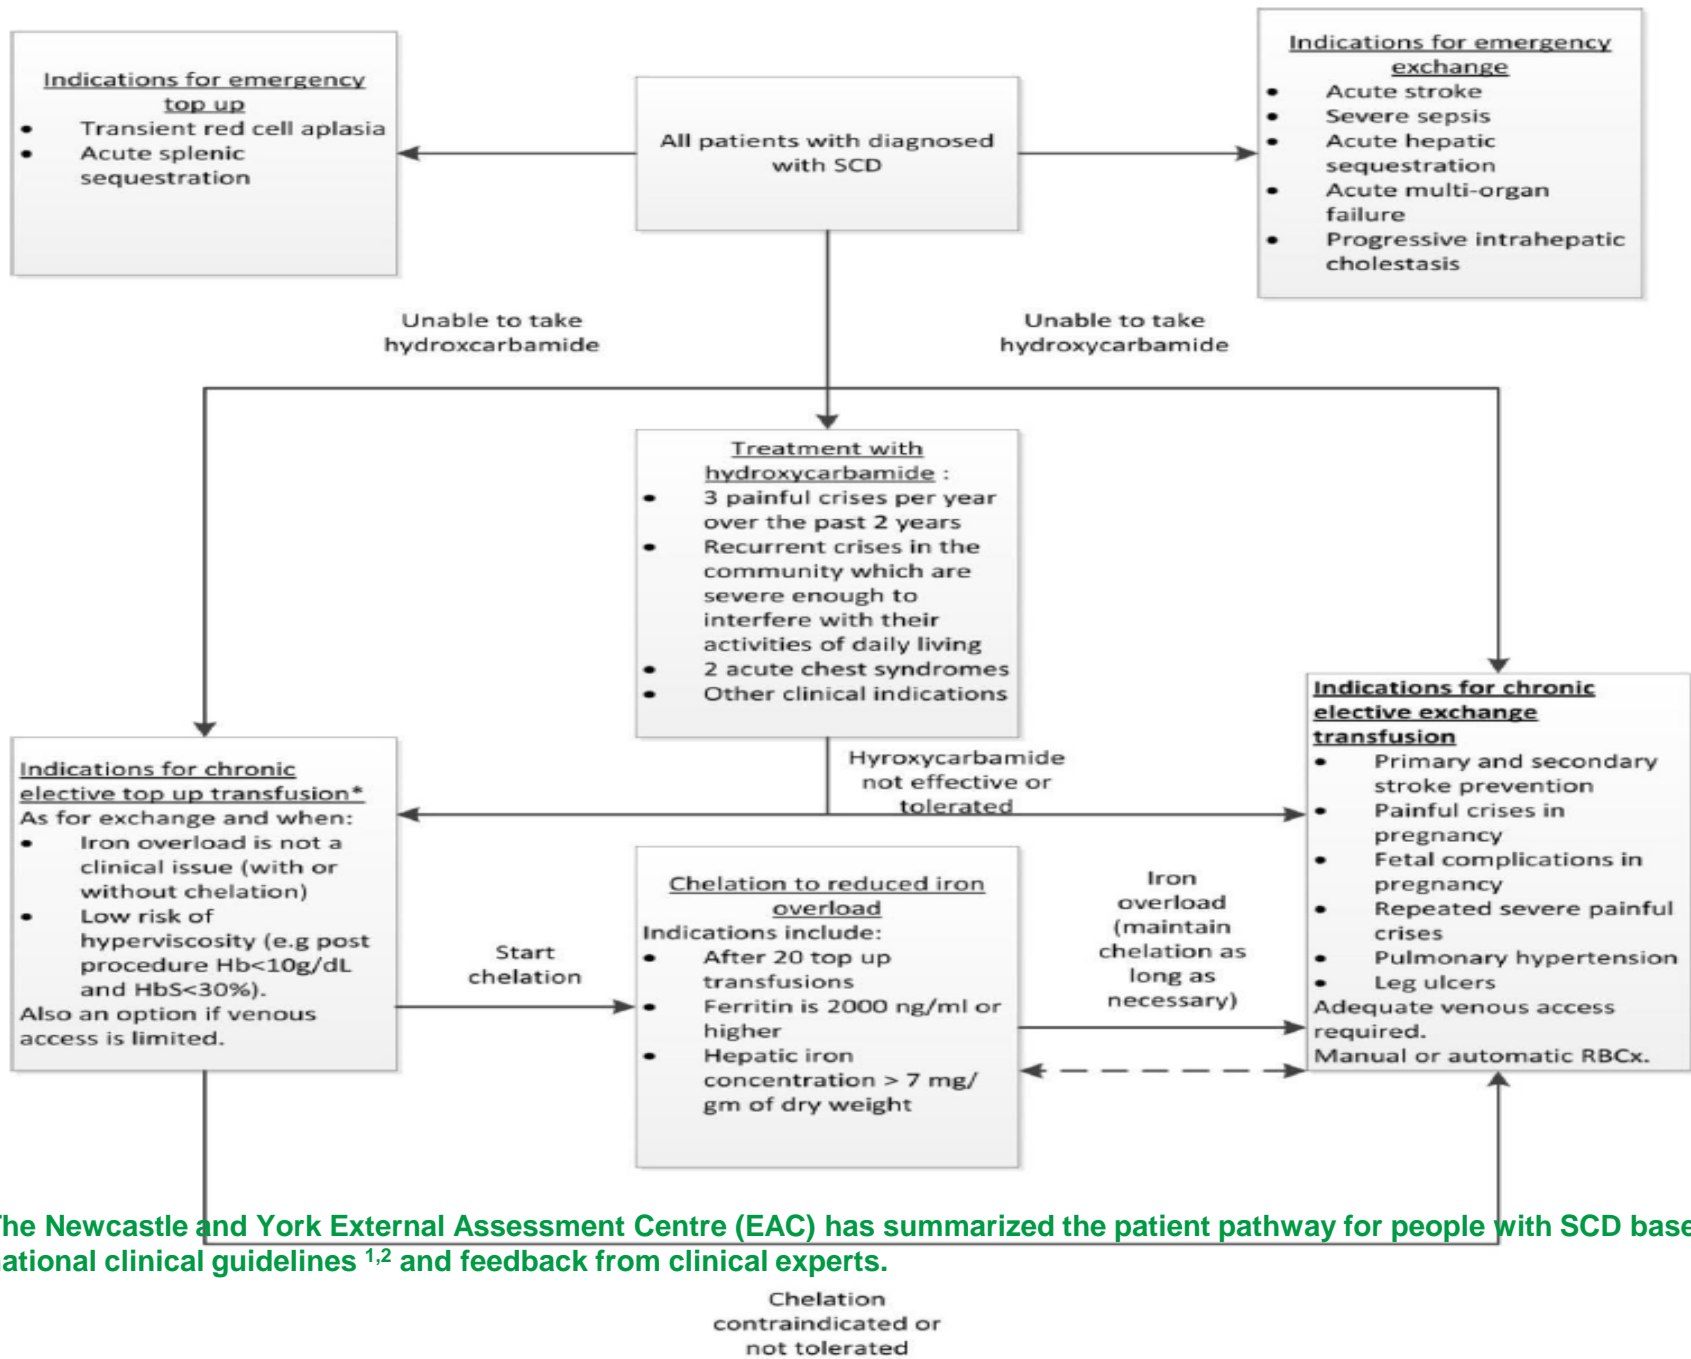 Indications for emergency
top up
• Transient red cell aplasia
• Acute splenic
sequestration
All patients with diagnosed
with SCD
Indications for emergency
exchange
• Acute stroke
• Severe sepsis
• Acute hepatic
sequestration
• Acute multi-organ
failure
• Progressive intrahepatic
cholestasis
Unable to take
hydroxcarbamide
Unable to take
hydroxycarbamide
Treatment with
hydroxycarbamide :
• 3 painful crises per year
over the past 2 years
• Recurrent crises in the
community which are
severe enough to
interfere with their
activities of daily living
• 2 acute chest syndromes
• Other clinical indications
Hyroxycarbamide
not effective or
tolerated
Indications for chronic
elective top up transfusion*
As for exchange and when:
• Iron overload is not a
clinical issue (with or
without chelation)
• Low risk of
hyperviscosity (e.g post
procedure Hb<10g/dL
and HbS<30%).
Also an option if venous
access is limited.
Start
chelation
Chelation to reduced iron
overload
Indications include:
• After 20 top up
transfusions
• Ferritin is 2000 ng/ml or
higher
• Hepatic iron
concentration > 7 mg/
gm of dry weight
Iron
overload
(maintain
chelation as
long as
necessary)
Indications for chronic
elective exchange
transfusion
• Primary and secondary
stroke prevention
• Painful crises in
pregnancy
• Fetal complications in
pregnancy
• Repeated severe painful
crises
• Pulmonary hypertension
• Leg ulcers
Adequate venous access
required.
Manual or automatic RBCx.
The Newcastle and York External Assessment Centre (EAC) has summarized the patient pathway for people with SCD base
national clinical guidelines 1,2 and feedback from clinical experts.
Chelation
contraindicated or
not tolerated